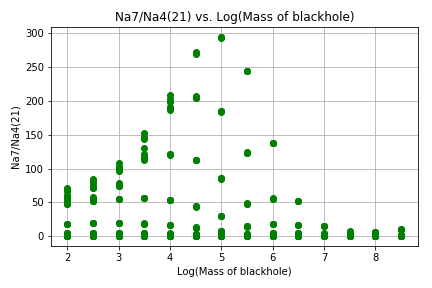 Na7/Na4(21) vs. Log(Mass of blackhole)
300
250
200
150
100
50
0
Na7/Na4(21)
2 3 4 5 6 7 8
Log(Mass of blackhole)